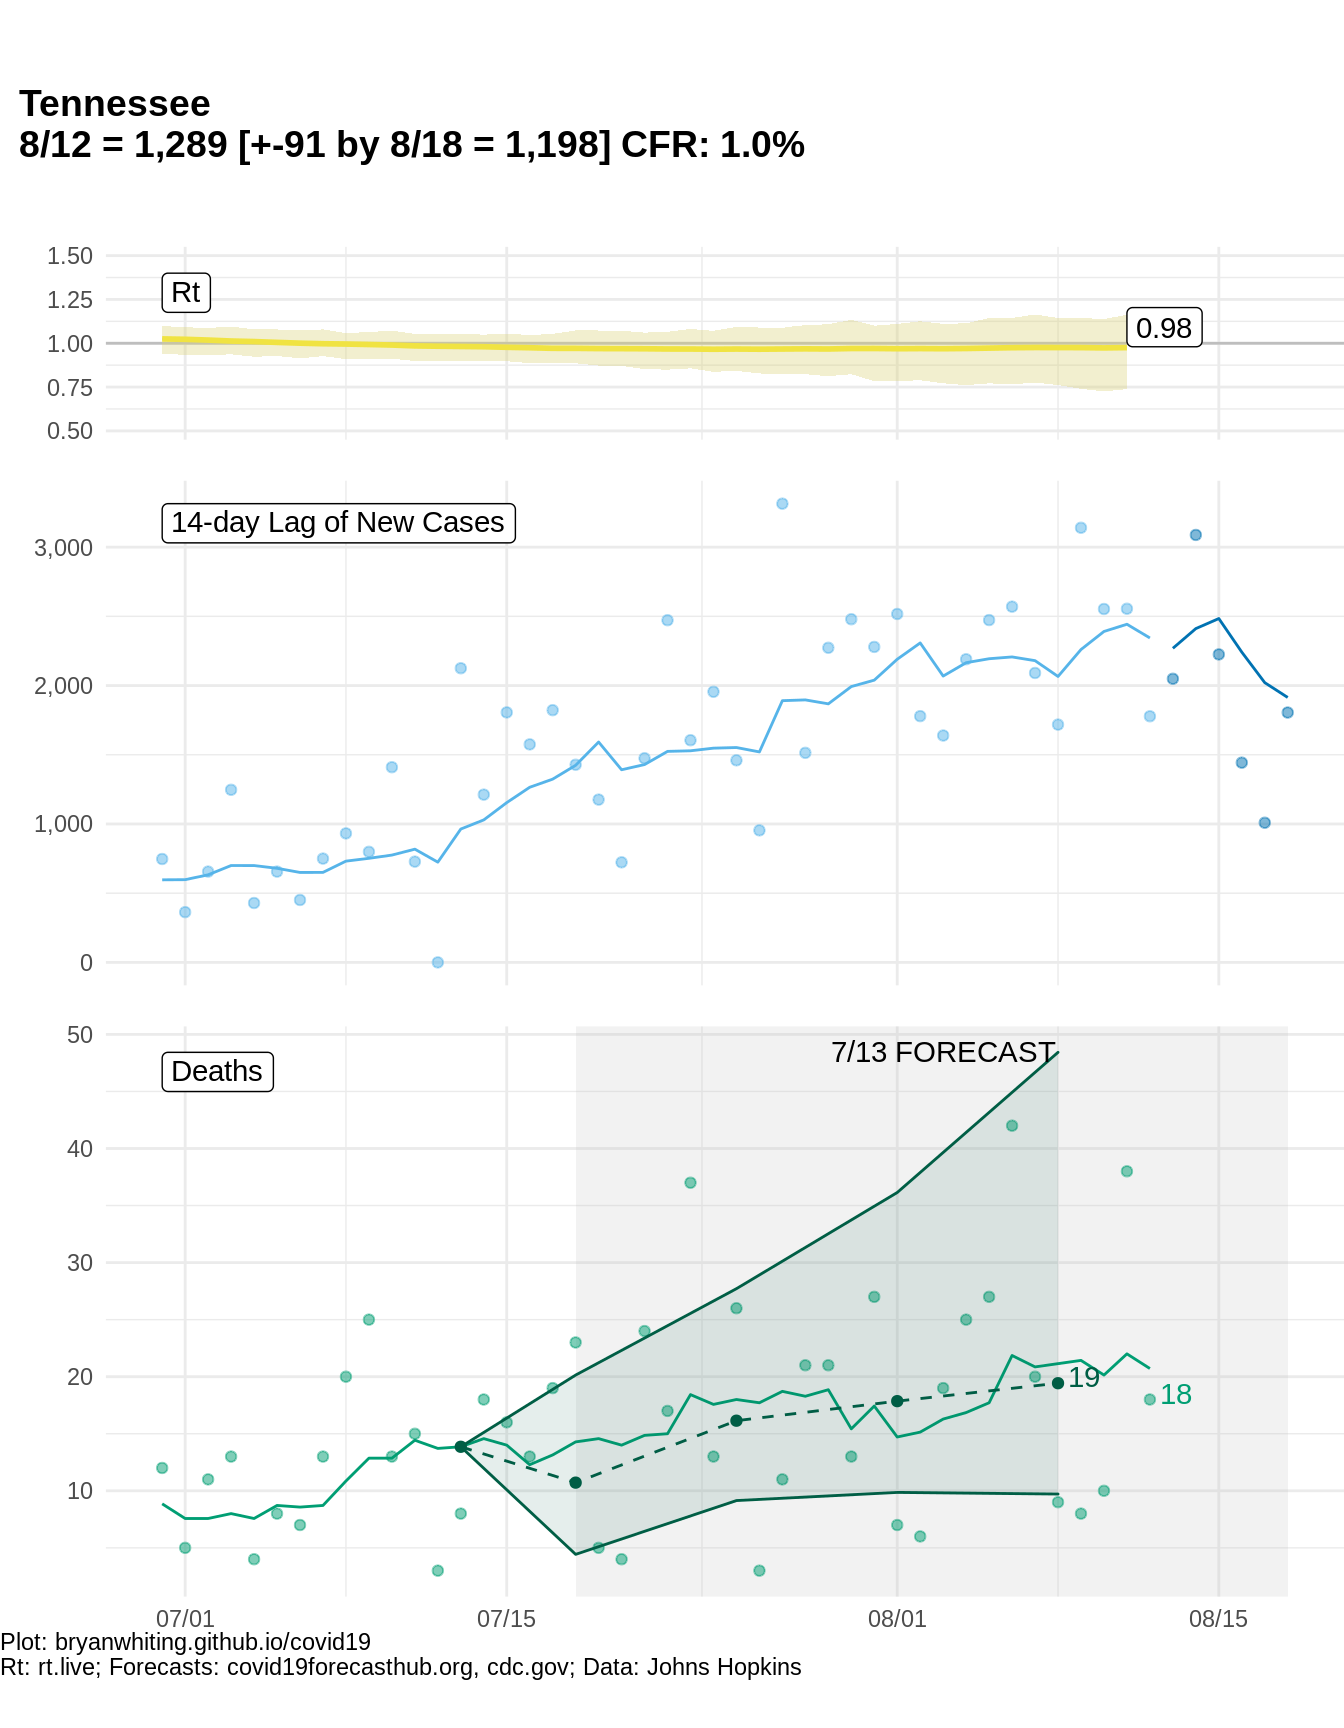 Tennessee
8/12 = 1,289 [+-91 by 8/18 = 1,198] CFR: 1.0%
1.50
1.25
1.00
0.75
0.50
Rt
0.98
14-day Lag of New Cases
3,000
2,000
1,000
0
50
40
30
20
10
Deaths
7/13 FORECAST
19
18
07/01
07/15
08/01
08/15
Plot: bryanwhiting.github.io/covid19
Rt: rt.live; Forecasts: covid19forecasthub.org, cdc.gov; Data: Johns Hopkins